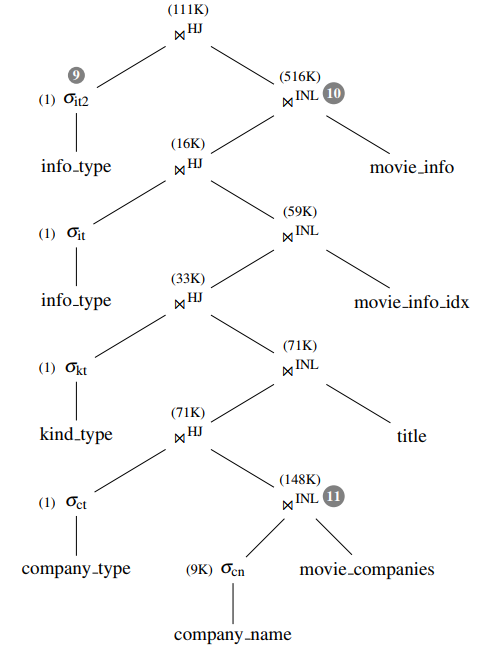 (111K)
⋈ HJ
9
(1) σit2
(516K)
⋈ INL 10
info_type
(16K)
⋈ HJ
movie_info
(1) σit
(59K)
⋈ INL
info_type
(33K)
⋈ HJ
movie_info_idx
(1) σkt
(71K)
⋈ INL
kind_type
(71K)
⋈ HJ
title
(1) σct
(148K)
⋈ INL 11
company_type
(9K) σcn
movie_companies
company_name